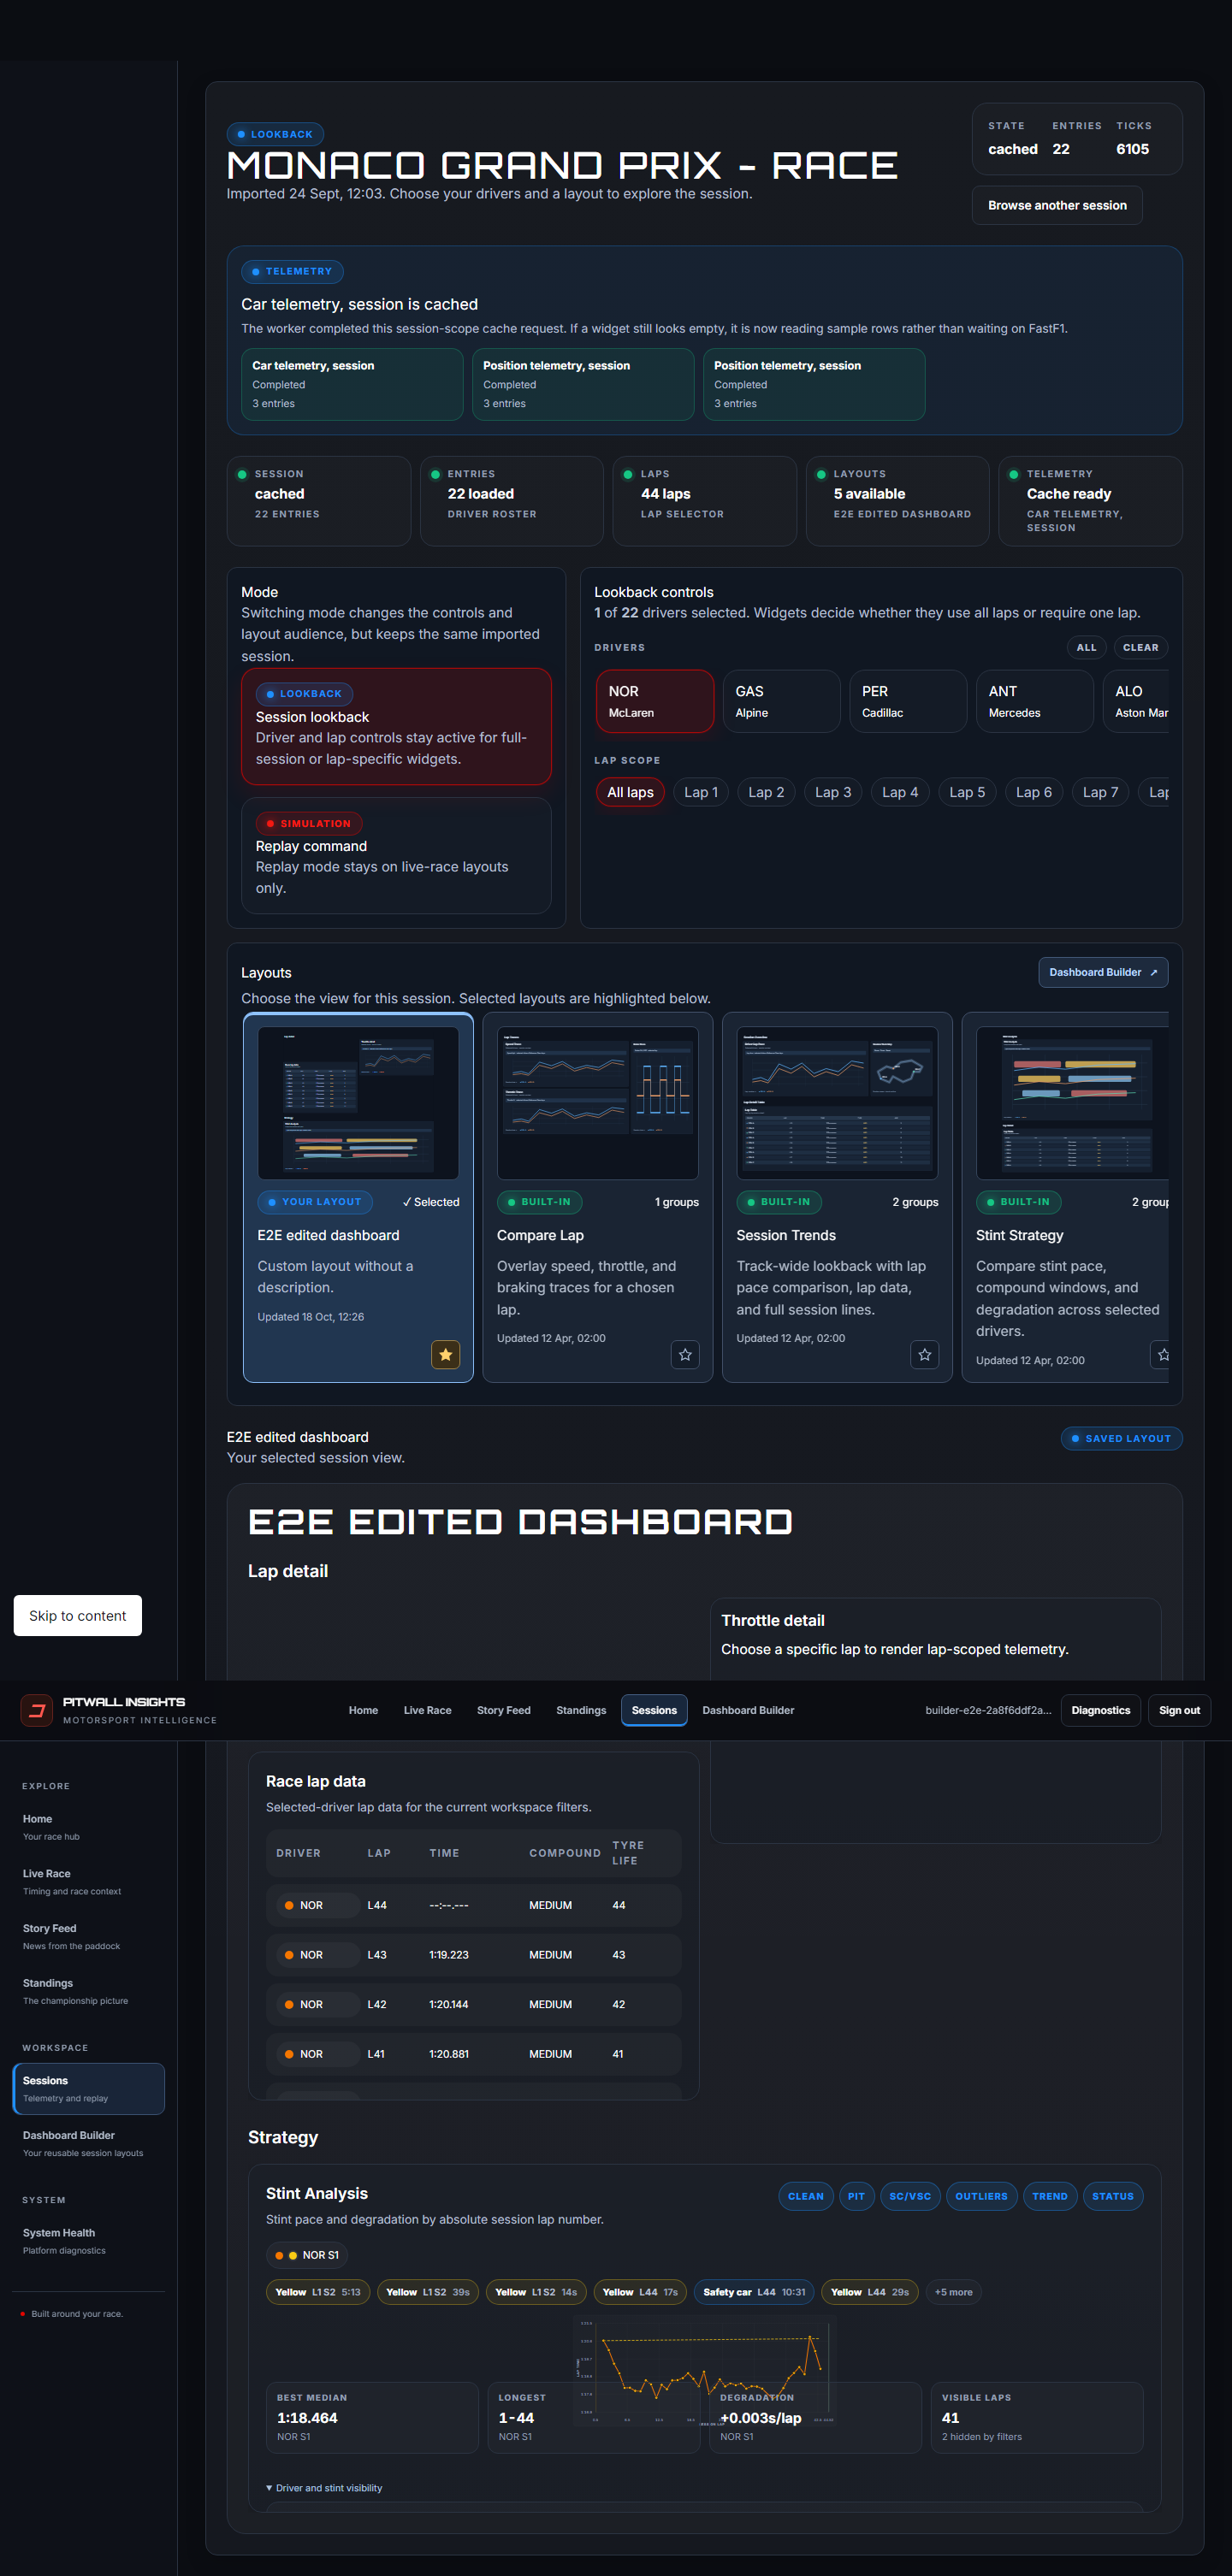 LOOKBACK
MONACO GRAND PRIX - RACE
Imported 24 Sept, 12:03. Choose your drivers and a layout to explore the session.
STATE ENTRIES TICKS
cached 22 6105
Browse another session
TELEMETRY
Car telemetry, session is cached
The worker completed this session-scope cache request. If a widget still looks empty, it is now reading sample rows rather than waiting on FastF1.
Car telemetry, session
Completed
3 entries
Position telemetry, session
Completed
3 entries
Position telemetry, session
Completed
3 entries
SESSION
cached
22 ENTRIES
ENTRIES
22 loaded
DRIVER ROSTER
LAPS
44 laps
LAP SELECTOR
LAYOUTS
5 available
E2E EDITED DASHBOARD
TELEMETRY
Cache ready
CAR TELEMETRY,
SESSION
Mode
Switching mode changes the controls and
layout audience, but keeps the same imported
session.
LOOKBACK
Session lookback
Driver and lap controls stay active for full-
session or lap-specific widgets.
SIMULATION
Replay command
Replay mode stays on live-race layouts
only.
Lookback controls
1 of 22 drivers selected. Widgets decide whether they use all laps or require one lap.
DRIVERS
ALL CLEAR
NOR
McLaren
GAS
Alpine
PER
Cadillac
ANT
Mercedes
ALO
Aston Mar
LAP SCOPE
All laps Lap 1 Lap 2 Lap 3 Lap 4 Lap 5 Lap 6 Lap 7 Lap
Layouts
Dashboard Builder ↗
Choose the view for this session. Selected layouts are highlighted below.
YOUR LAYOUT ✓ Selected
E2E edited dashboard
Custom layout without a
description.
Updated 18 Oct, 12:26
BUILT-IN 1 groups
Compare Lap
Overlay speed, throttle, and
braking traces for a chosen
lap.
Updated 12 Apr, 02:00
BUILT-IN 2 groups
Session Trends
Track-wide lookback with lap
pace comparison, lap data,
and full session lines.
Updated 12 Apr, 02:00
BUILT-IN 2 group
Stint Strategy
Compare stint pace,
compound windows, and
degradation across selected
drivers.
Updated 12 Apr, 02:00
E2E edited dashboard
Your selected session view.
SAVED LAYOUT
E2E EDITED DASHBOARD
Lap detail
Skip to content
Throttle detail
Choose a specific lap to render lap-scoped telemetry.
PITWALL INSIGHTS
MOTORSPORT INTELLIGENCE
Home Live Race Story Feed Standings Sessions Dashboard Builder
builder-e2e-2a8f6ddf2a... Diagnostics Sign out
EXPLORE
Home
Your race hub
Live Race
Timing and race context
Story Feed
News from the paddock
Standings
The championship picture
WORKSPACE
Sessions
Telemetry and replay
Dashboard Builder
Your reusable session layouts
SYSTEM
System Health
Platform diagnostics
Built around your race.
Race lap data
Selected-driver lap data for the current workspace filters.
DRIVER LAP TIME COMPOUND TYRE LIFE
NOR L44 --:--.--- MEDIUM 44
NOR L43 1:19.223 MEDIUM 43
NOR L42 1:20.144 MEDIUM 42
NOR L41 1:20.881 MEDIUM 41
Strategy
Stint Analysis
CLEAN PIT SC/VSC OUTLIERS TREND STATUS
Stint pace and degradation by absolute session lap number.
NOR S1
Yellow L1 S2 5:13 Yellow L1 S2 39s Yellow L1 S2 14s Yellow L44 17s Safety car L44 10:31 Yellow L44 29s +5 more
BEST MEDIAN
1:18.464
NOR S1
LONGEST
1-44
NOR S1
DEGRADATION
+0.003s/lap
NOR S1
VISIBLE LAPS
41
2 hidden by filters
▼ Driver and stint visibility